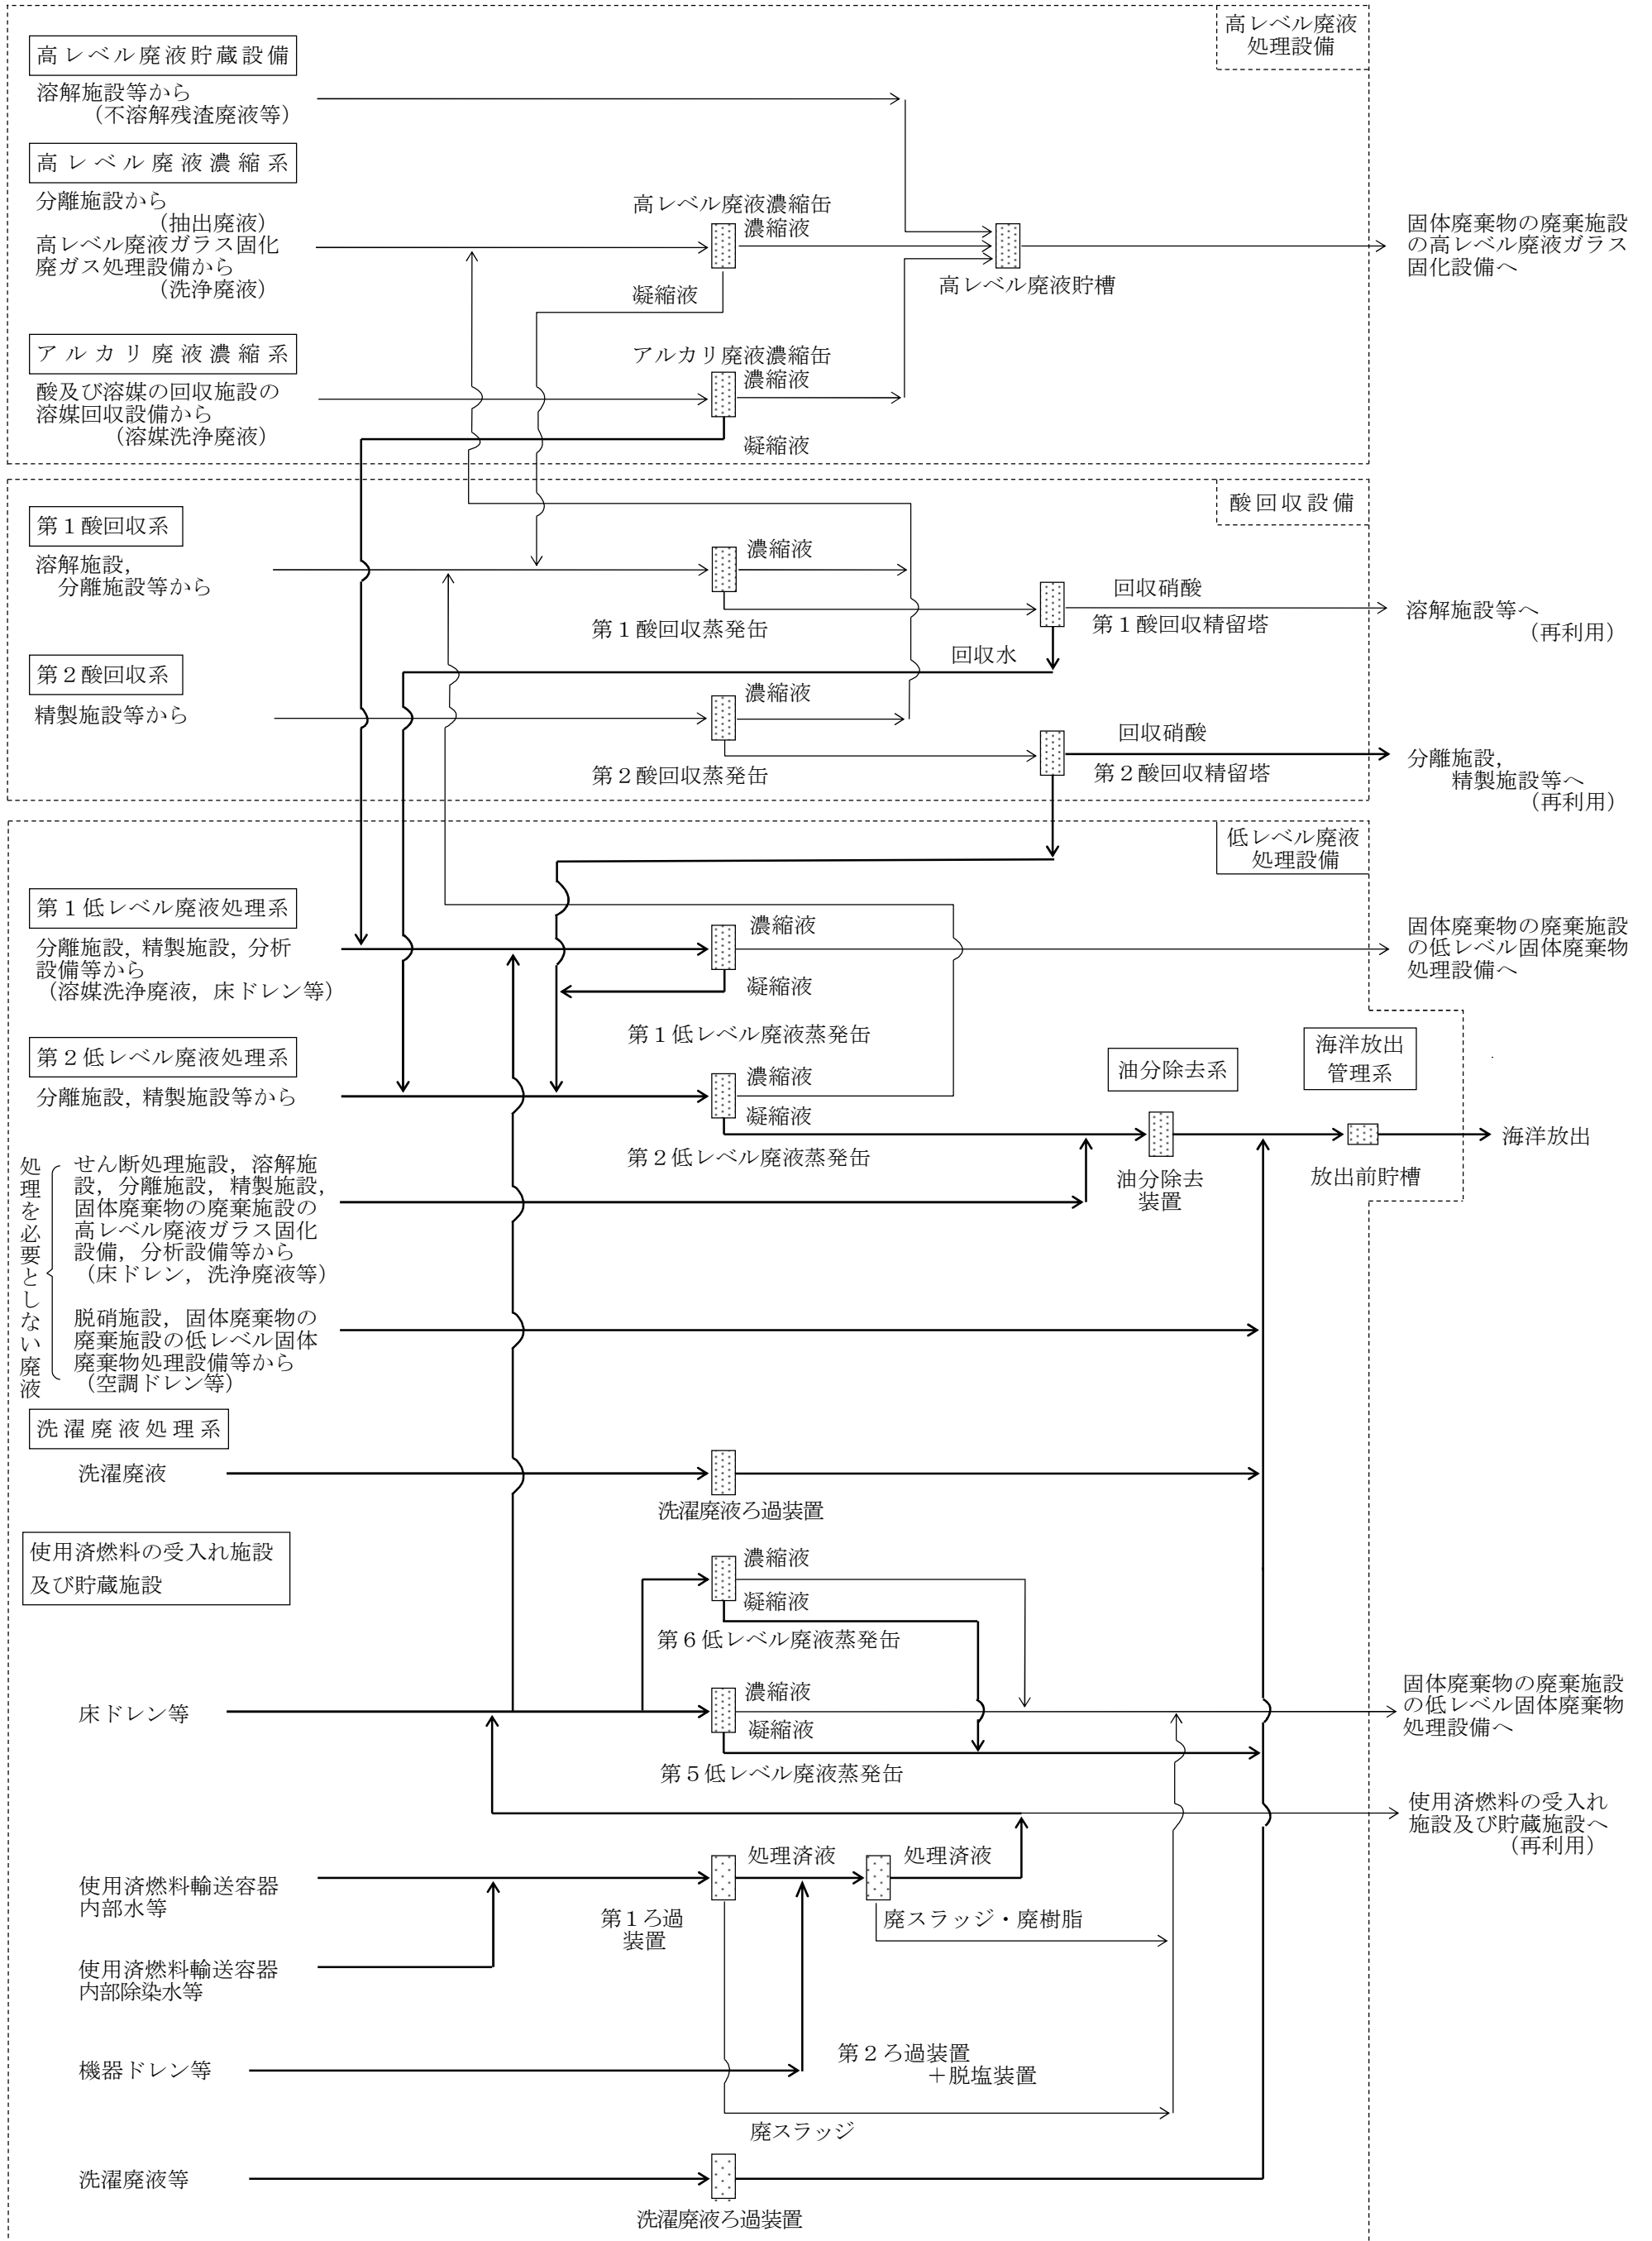 高レベル廃液
処理設備
高レベル廃液貯蔵設備
溶解施設等から
（不溶解残渣廃液等）
高レベル廃液濃縮系
分離施設から
（抽出廃液）
高レベル廃液ガラス固化
廃ガス処理設備から
（洗浄廃液）
高レベル廃液濃縮缶
濃縮液
凝縮液
高レベル廃液貯槽
固体廃棄物の廃棄施設
の高レベル廃液ガラス
固化設備へ
アルカリ廃液濃縮系
酸及び溶媒の回収施設の
溶媒回収設備から
（溶媒洗浄廃液）
アルカリ廃液濃縮缶
濃縮液
凝縮液
酸回収設備
第１酸回収系
溶解施設，
分離施設等から
濃縮液
第１酸回収蒸発缶
回収硝酸
第１酸回収精留塔
回収水
溶解施設等へ
（再利用）
第２酸回収系
精製施設等から
濃縮液
第２酸回収蒸発缶
回収硝酸
第２酸回収精留塔
分離施設，
精製施設等へ
（再利用）
低レベル廃液
処理設備
第１低レベル廃液処理系
分離施設，精製施設，分析
設備等から
（溶媒洗浄廃液，床ドレン等）
濃縮液
凝縮液
第１低レベル廃液蒸発缶
固体廃棄物の廃棄施設
の低レベル固体廃棄物
処理設備へ
第２低レベル廃液処理系
分離施設，精製施設等から
濃縮液
凝縮液
第２低レベル廃液蒸発缶
油分除去系
油分除去
装置
海洋放出
管理系
放出前貯槽
海洋放出
処理を必要としない廃液
せん断処理施設，溶解施
設，分離施設，精製施設，
固体廃棄物の廃棄施設の
高レベル廃液ガラス固化
設備，分析設備等から
（床ドレン，洗浄廃液等）
脱硝施設，固体廃棄物の
廃棄施設の低レベル固体
廃棄物処理設備等から
（空調ドレン等）
洗濯廃液処理系
洗濯廃液
洗濯廃液ろ過装置
使用済燃料の受入れ施設
及び貯蔵施設
濃縮液
凝縮液
第６低レベル廃液蒸発缶
床ドレン等
濃縮液
凝縮液
第５低レベル廃液蒸発缶
固体廃棄物の廃棄施設
の低レベル固体廃棄物
処理設備へ
使用済燃料の受入れ
施設及び貯蔵施設へ
（再利用）
使用済燃料輸送容器
内部水等
処理済液
処理済液
第１ろ過
装置
廃スラッジ・廃樹脂
使用済燃料輸送容器
内部除染水等
機器ドレン等
第２ろ過装置
＋脱塩装置
廃スラッジ
洗濯廃液等
洗濯廃液ろ過装置